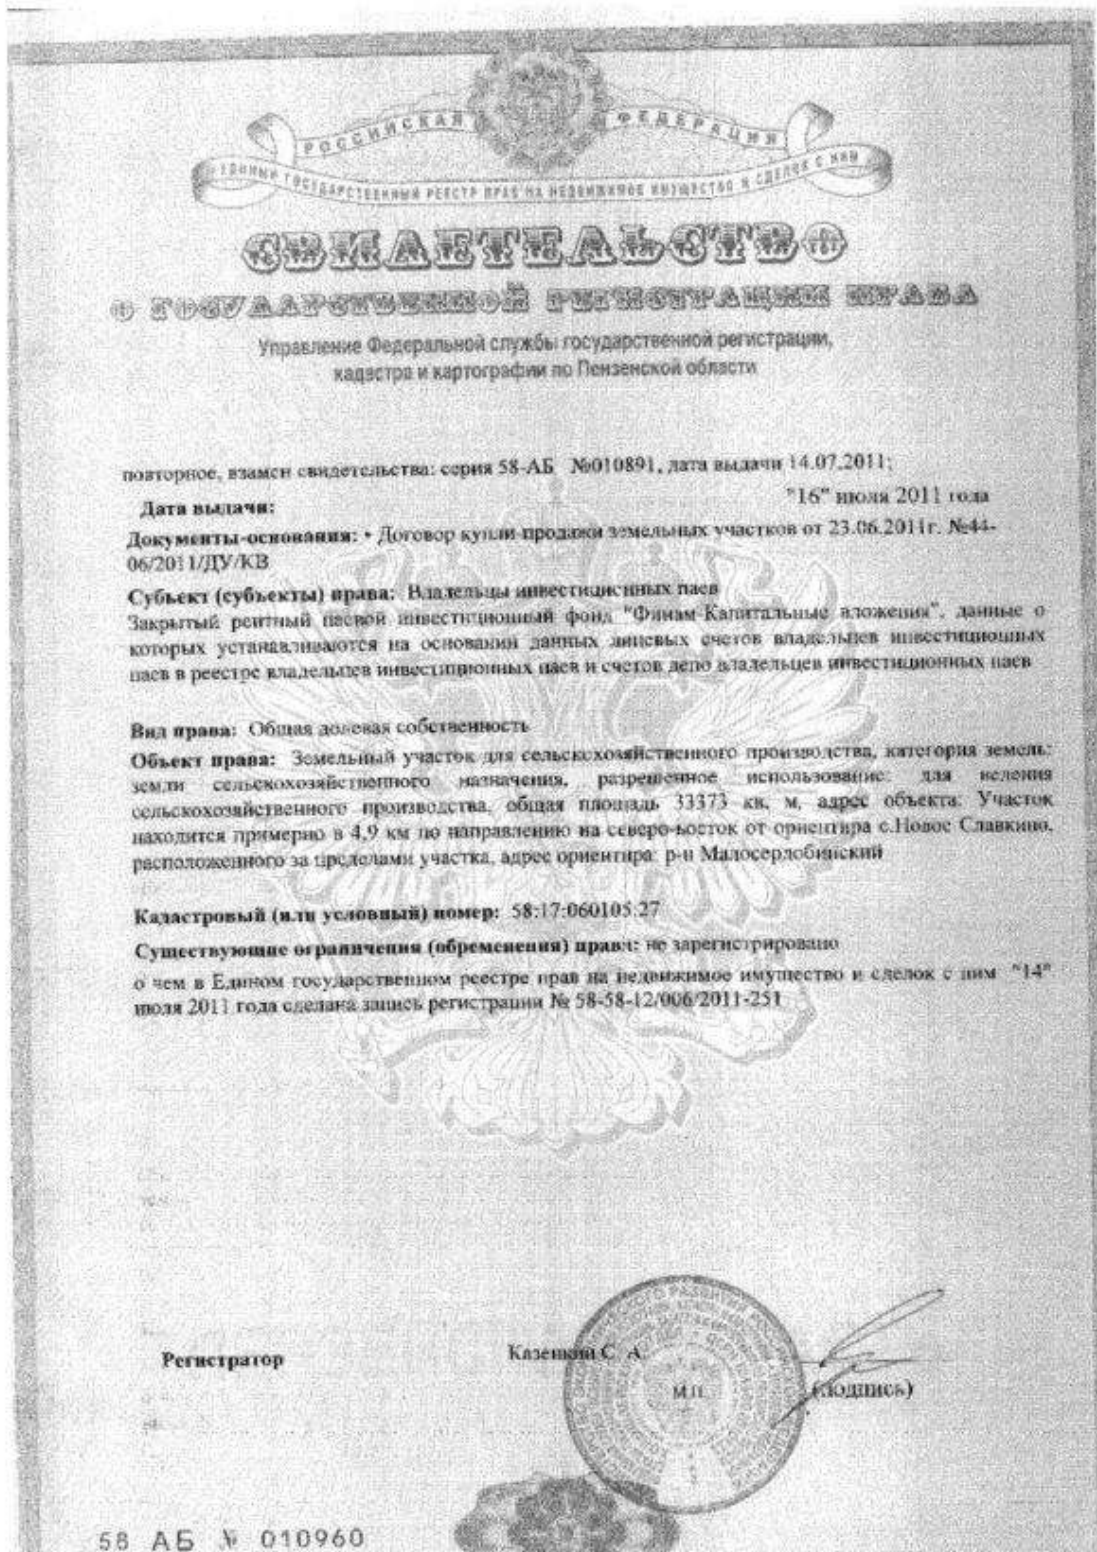 РОССИЙСКАЯ ФЕДЕРАЦИЯ
ЕДИНЫЙ ГОСУДАРСТВЕННЫЙ РЕЕСТР ПРАВ НА НЕДВИЖИМОЕ ИМУЩЕСТВО И СДЕЛОК С НИМ
СВИДЕТЕЛЬСТВО
О ГОСУДАРСТВЕННОЙ РЕГИСТРАЦИИ ПРАВА
Управление Федеральной службы государственной регистрации,
кадастра и картографии по Пензенской области
повторное, взамен свидетельства: серия 58-АБ №010891, дата выдачи 14.07.2011;
Дата выдачи: "16" июля 2011 года
Документы-основания: • Договор купли-продажи земельных участков от 23.06.2011г. №44-
06/2011/ДУ/КВ
Субъект (субъекты) права: Владельцы инвестиционных паев
Закрытый рентный паевой инвестиционный фонд "Финам-Капитальные вложения", данные о
которых устанавливаются на основании данных лицевых счетов владельцев инвестиционных
паев в реестре владельцев инвестиционных паев и счетов депо владельцев инвестиционных паев
Вид права: Общая долевая собственность
Объект права: Земельный участок для сельскохозяйственного производства, категория земель:
земли сельскохозяйственного назначения, разрешенное использование: для ведения
сельскохозяйственного производства, общая площадь 33373 кв. м, адрес объекта: Участок
находится примерно в 4,9 км по направлению на северо-восток от ориентира с.Новое Славкино,
расположенного за пределами участка, адрес ориентира: р-н Малосердобинский
Кадастровый (или условный) номер: 58:17:060105:27
Существующие ограничения (обременения) права: не зарегистрировано
о чем в Едином государственном реестре прав на недвижимое имущество и сделок с ним "14"
июля 2011 года сделана запись регистрации № 58-58-12/006/2011-251
Регистратор Казенкий С. А.
М.П.
(подпись)
58 АБ № 010960